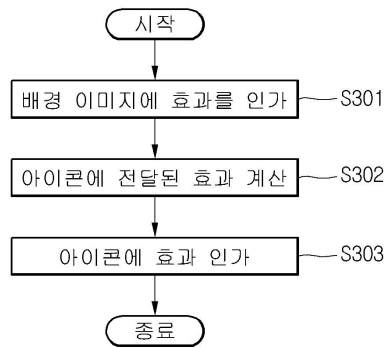 시작
배경 이미지에 효과를 인가
S301
아이콘에 전달된 효과 계산
S302
아이콘에 효과 인가
S303
종료